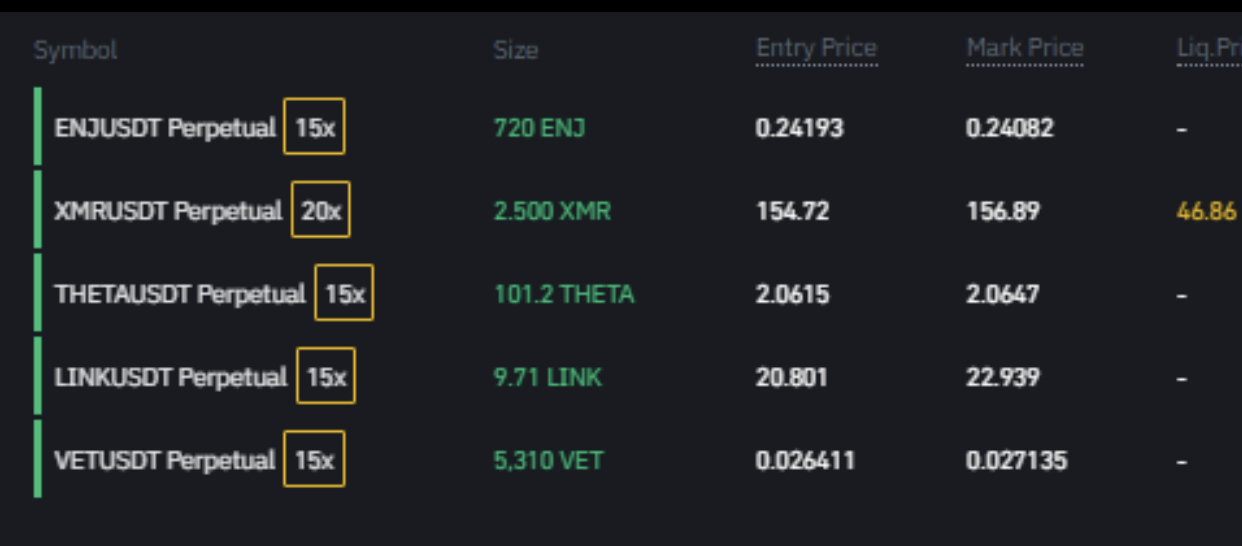 Symbol Size Entry Price Mark Price Liq.Pri
ENJUSDT Perpetual 15x 720 ENJ 0.24193 0.24082 -
XMRUSDT Perpetual 20x 2.500 XMR 154.72 156.89 46.86
THETAUSDT Perpetual 15x 101.2 THETA 2.0615 2.0647 -
LINKUSDT Perpetual 15x 9.71 LINK 20.801 22.939 -
VETUSDT Perpetual 15x 5,310 VET 0.026411 0.027135 -